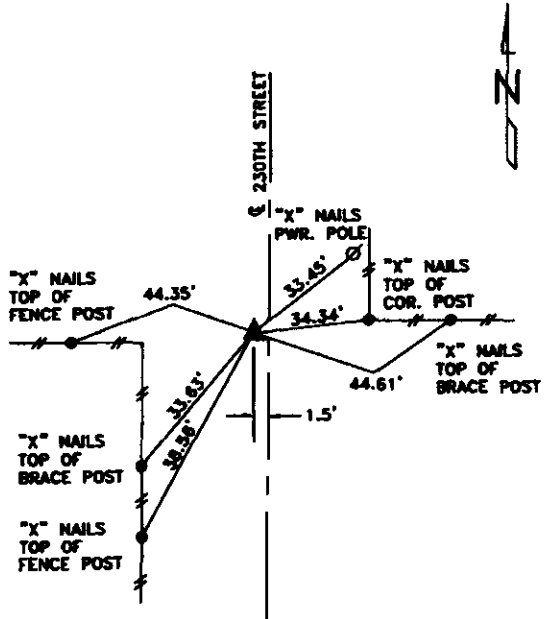 N
℄ 230TH STREET
"X" NAILS
PWR. POLE
33.45'
"X" NAILS
TOP OF
COR. POST
34.34'
"X" NAILS
TOP OF
FENCE POST
44.35'
"X" NAILS
TOP OF
BRACE POST
44.61'
1.5'
33.63'
38.56'
"X" NAILS
TOP OF
BRACE POST
"X" NAILS
TOP OF
FENCE POST